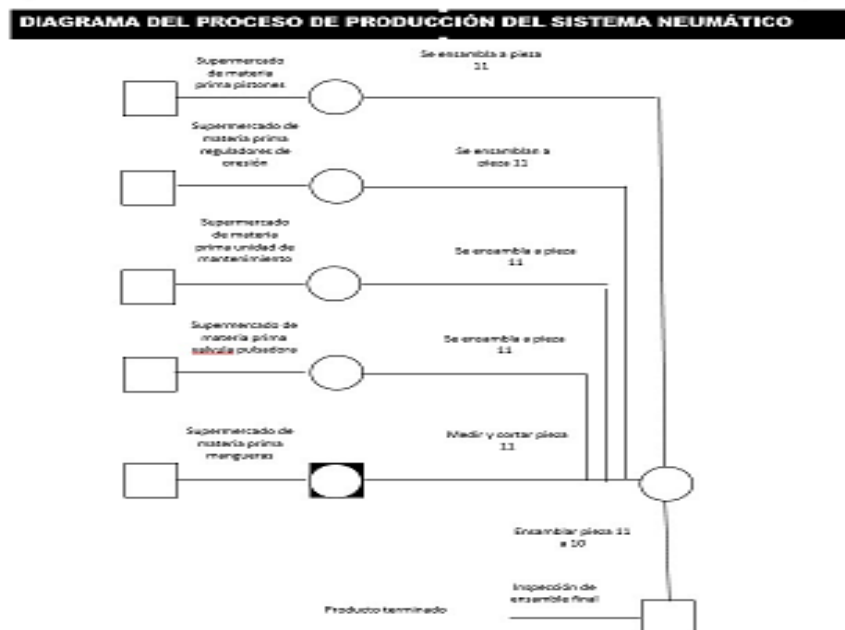 DIAGRAMA DEL PROCESO DE PRODUCCIÓN DEL SISTEMA NEUMÁTICO
Supermercado
de materia
prima pistones
Se ensambla a pieza
11
Supermercado de
materia prima
reguladores de
presión
Se ensamblan a
pieza 11
Supermercado
de materia
prima unidad de
mantenimiento
Se ensambla a pieza
11
Supermercado de
materia prima
pulsadora
Se ensambla a pieza
11
Supermercado de
materia prima
mangueras
Medir y cortar pieza
11
Ensamblar pieza 11
a 10
Inspección de
ensamble final
Producto terminado